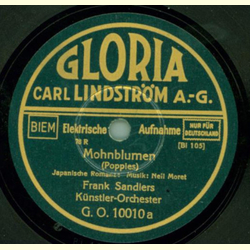 GLORIA
CARL LINDSTRÖM A.-G.
BIEM Elektrische Aufnahme NUR FÜR DEUTSCHLAND
[BI 105]
Mohnblumen
(Poppies)
Japanische Romanze Musik: Neil Moret
Frank Sandlers
Künstler-Orchester
G. O. 10010 a